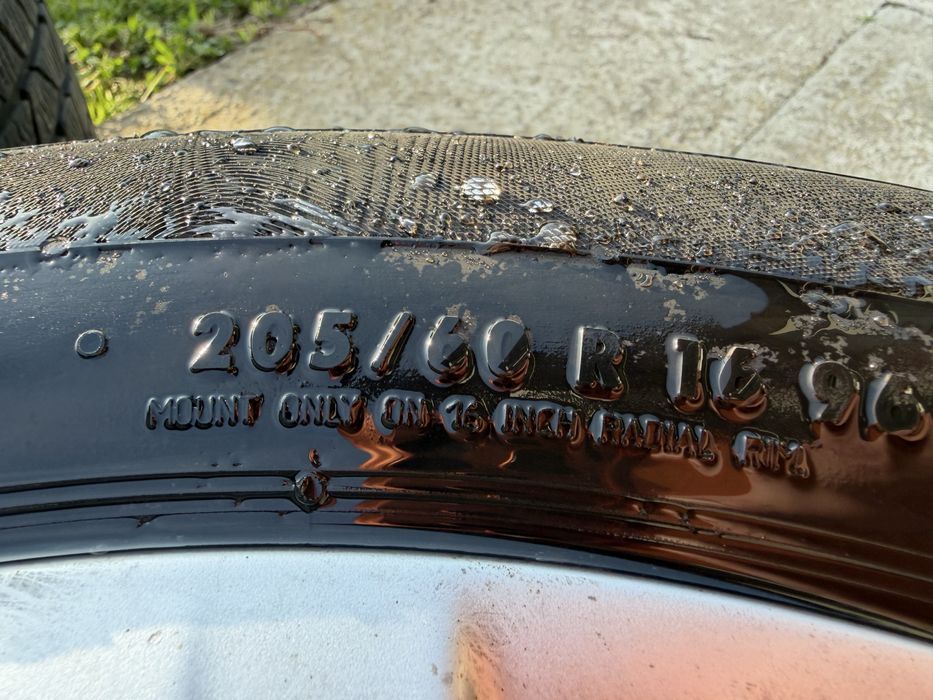 205/60 R 16 96
MOUNT ONLY ON 16 INCH RADIAL RIM